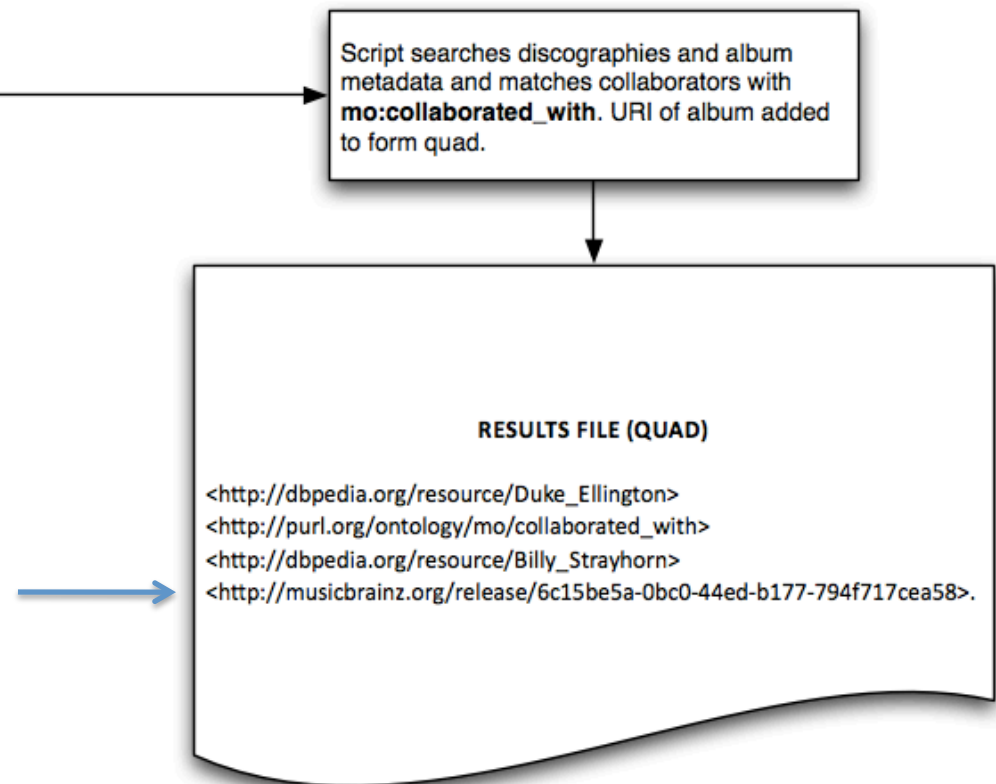 Script searches discographies and album
metadata and matches collaborators with
mo:collaborated_with. URI of album added
to form quad.
RESULTS FILE (QUAD)
<http://dbpedia.org/resource/Duke_Ellington>
<http://purl.org/ontology/mo/collaborated_with>
<http://dbpedia.org/resource/Billy_Strayhorn>
<http://musicbrainz.org/release/6c15be5a-0bc0-44ed-b177-794f717cea58>.